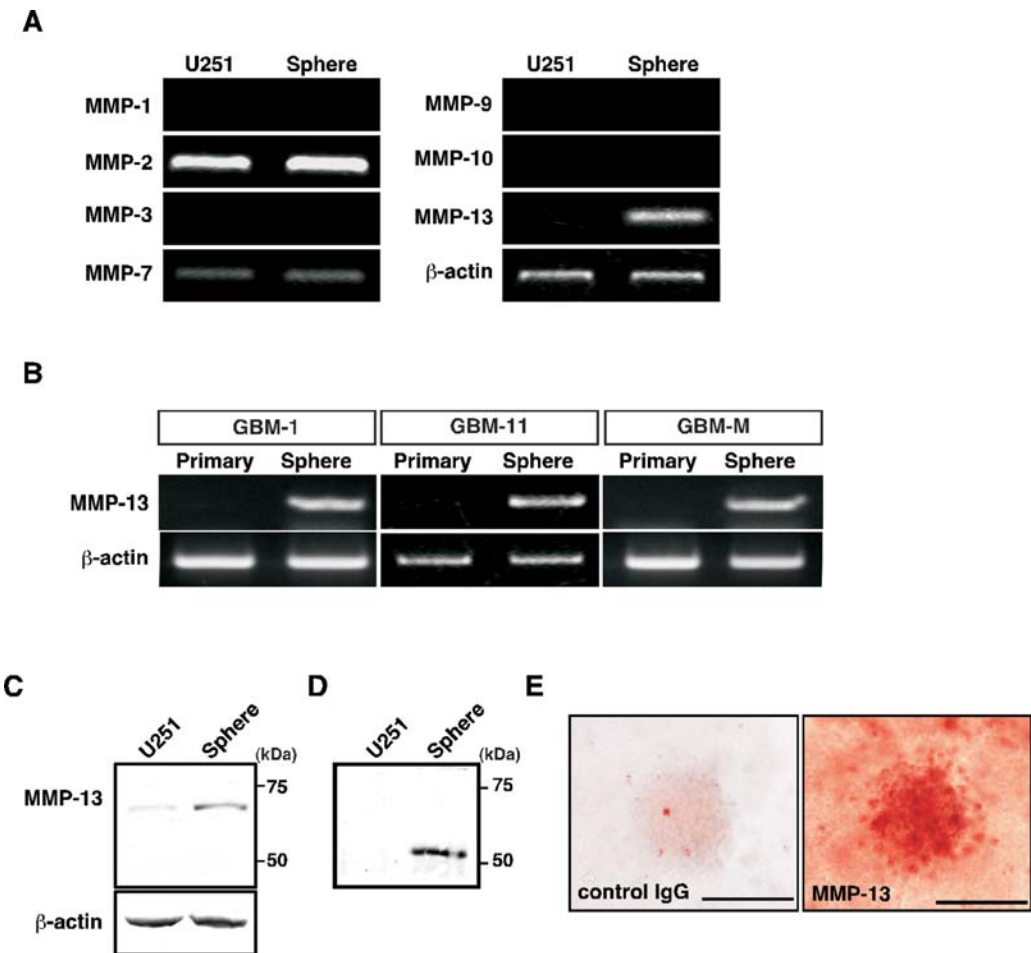 A
U251 Sphere
MMP-1
MMP-2
MMP-3
MMP-7
U251 Sphere
MMP-9
MMP-10
MMP-13
β-actin
B
GBM-1 GBM-11 GBM-M
Primary Sphere Primary Sphere Primary Sphere
MMP-13
β-actin
C
U251 Sphere
(kDa)
MMP-13
-75
-50
β-actin
D
U251 Sphere
(kDa)
-75
-50
E
control IgG
MMP-13